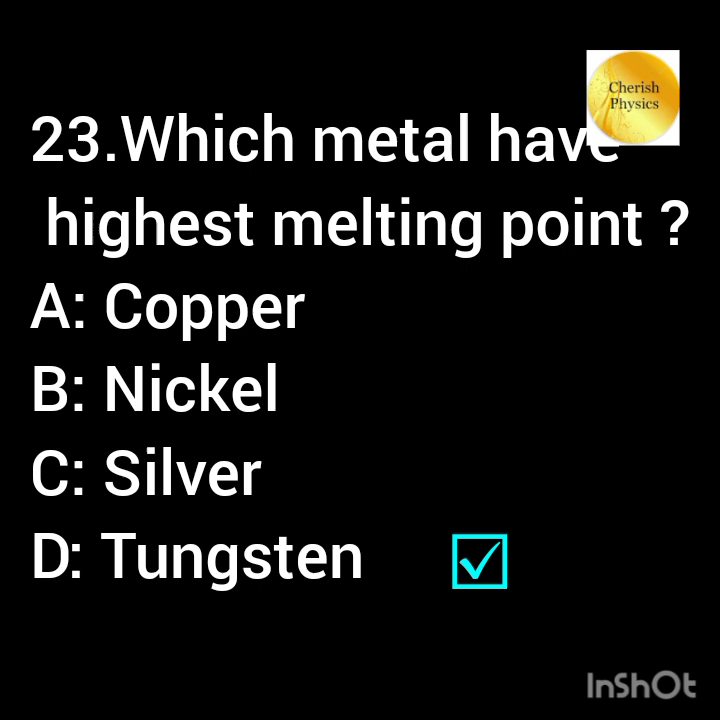 Cherish
Physics
23.Which metal have
highest melting point ?
A: Copper
B: Nickel
C: Silver
D: Tungsten
InShOt